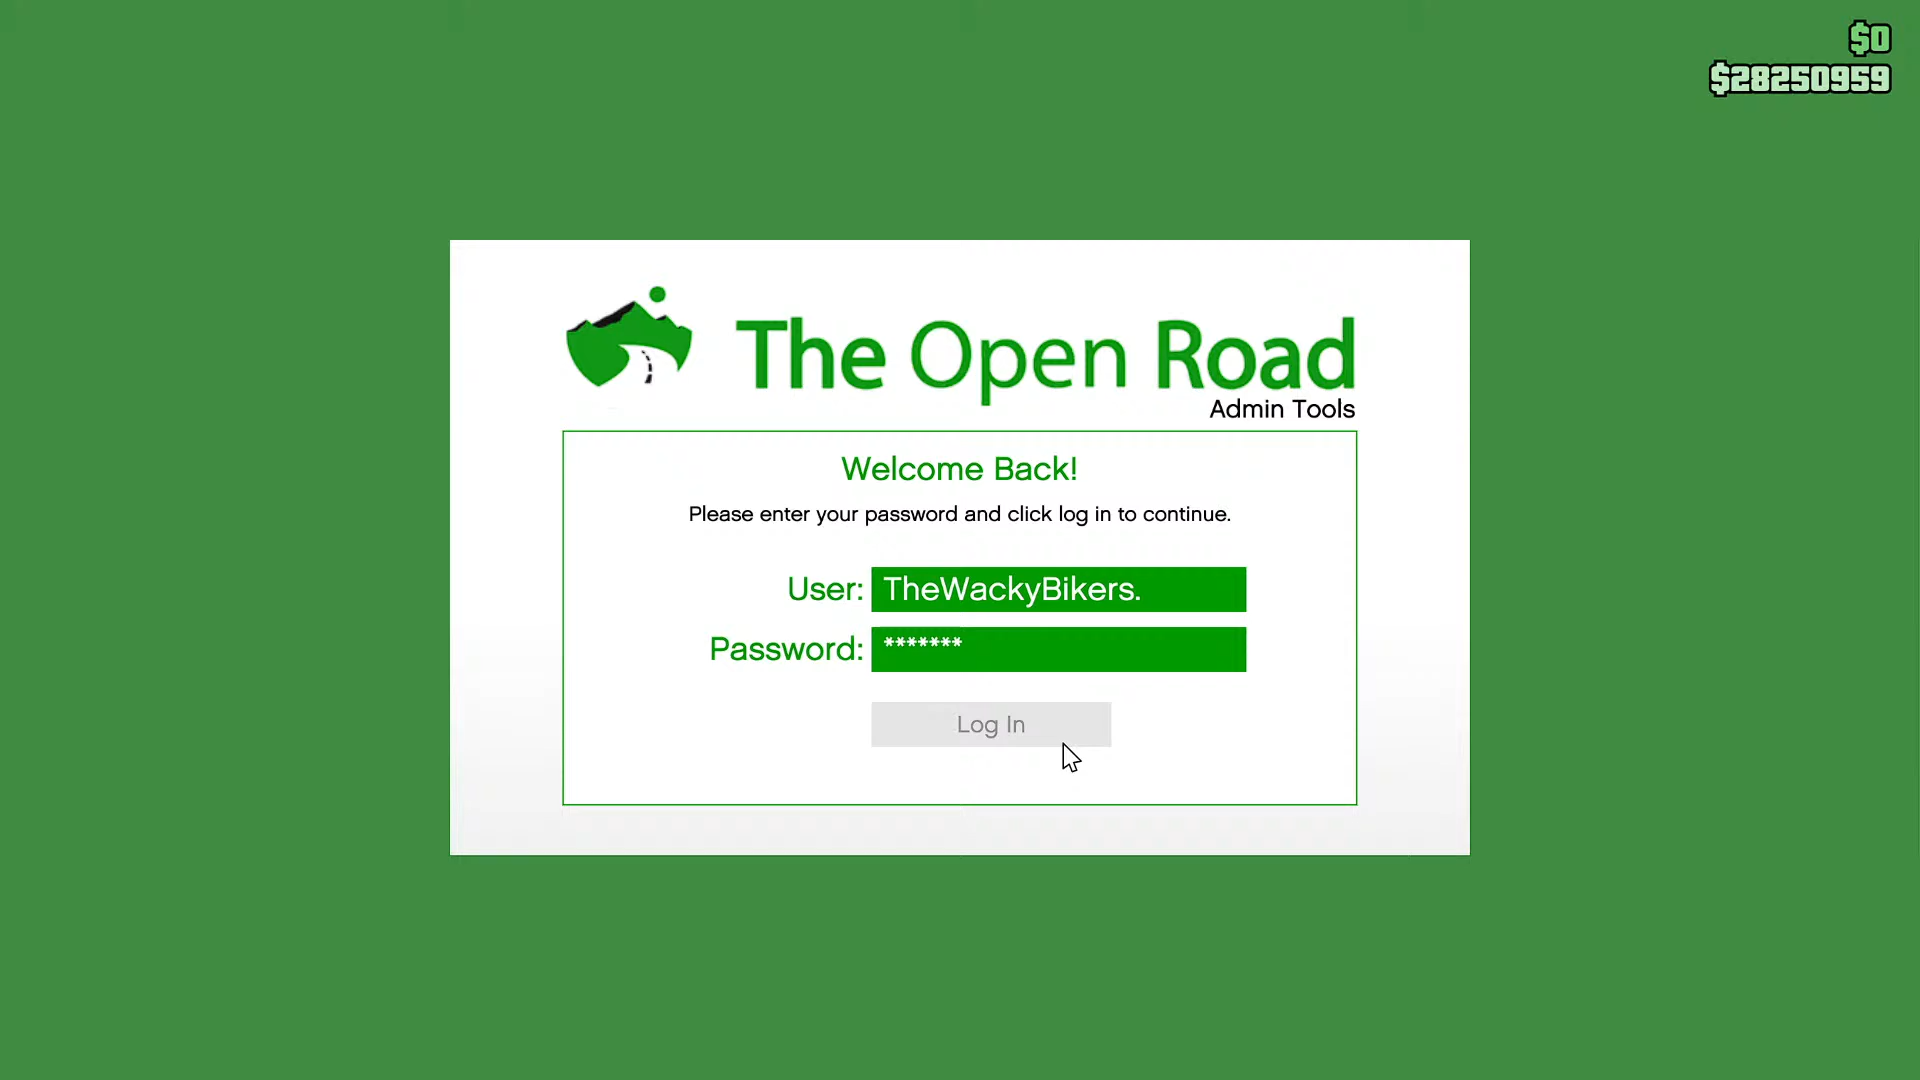 $0
$28250959
The Open Road
Admin Tools
Welcome Back!
Please enter your password and click log in to continue.
User: TheWackyBikers.
Password: *******
Log In